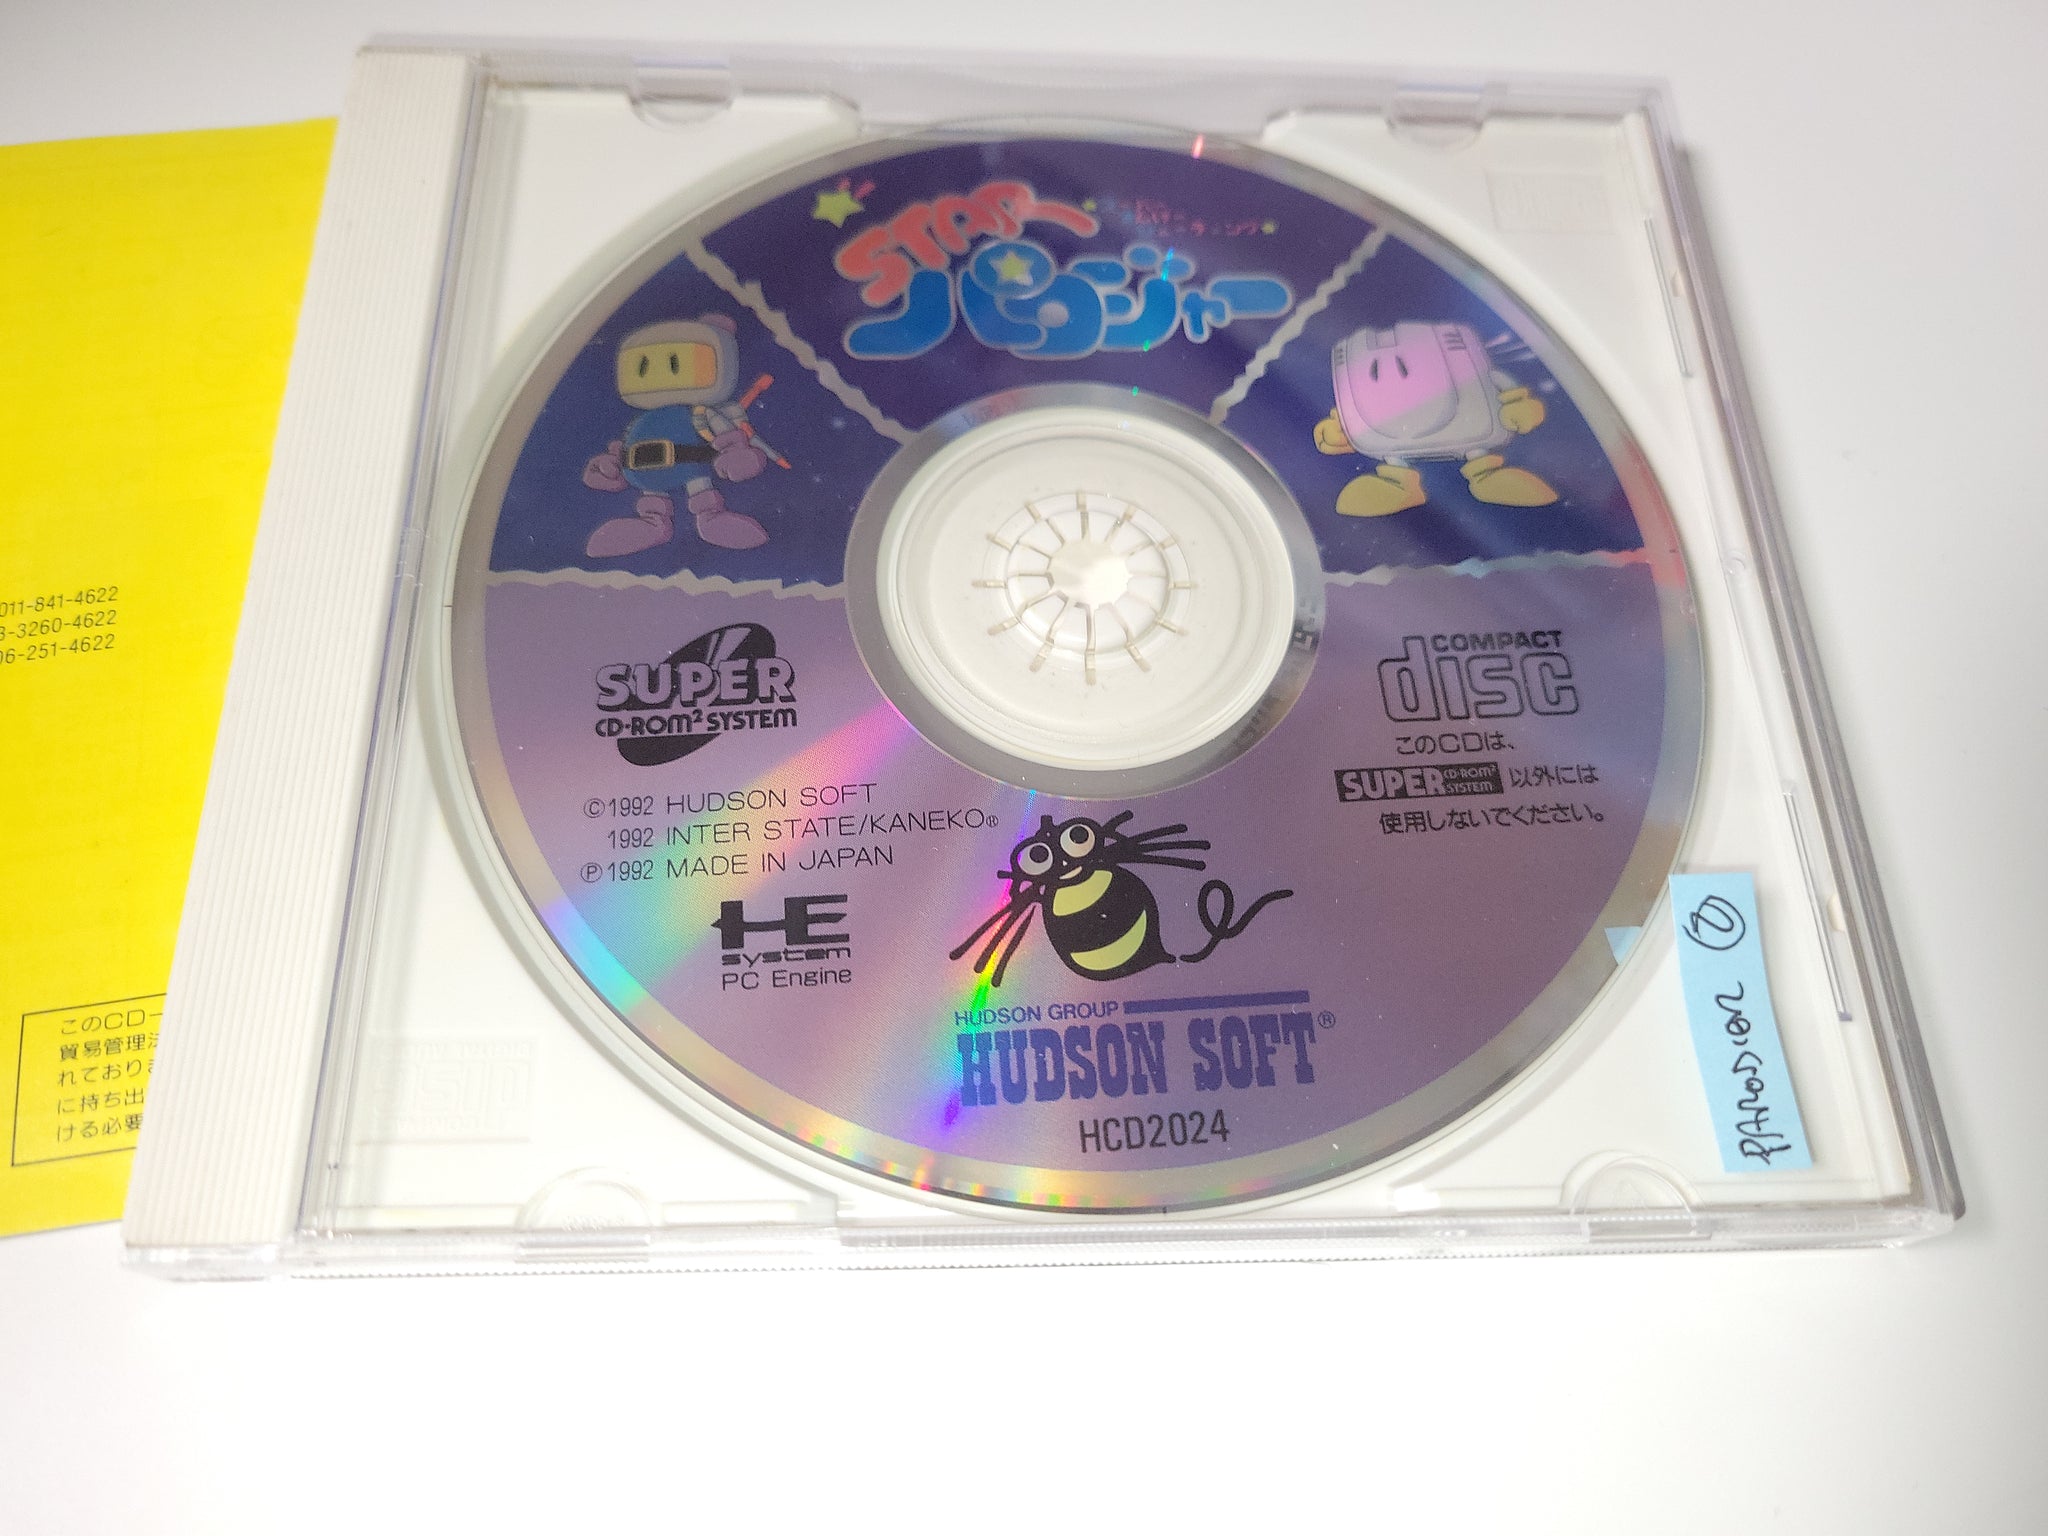 011-841-4622
3-3260-4622
06-251-4622
このCD-
貿易管理法
れており
に持ち出
ける必要
STAR
パロジャー
SUPER
CD-ROM² SYSTEM
©1992 HUDSON SOFT
1992 INTER STATE/KANEKO®
Ⓟ1992 MADE IN JAPAN
HE
system
PC Engine
COMPACT
disc
このCDは、
SUPER CD-ROM² SYSTEM 以外には
使用しないでください。
HUDSON GROUP
HUDSON SOFT®
HCD2024
PARODIER ②